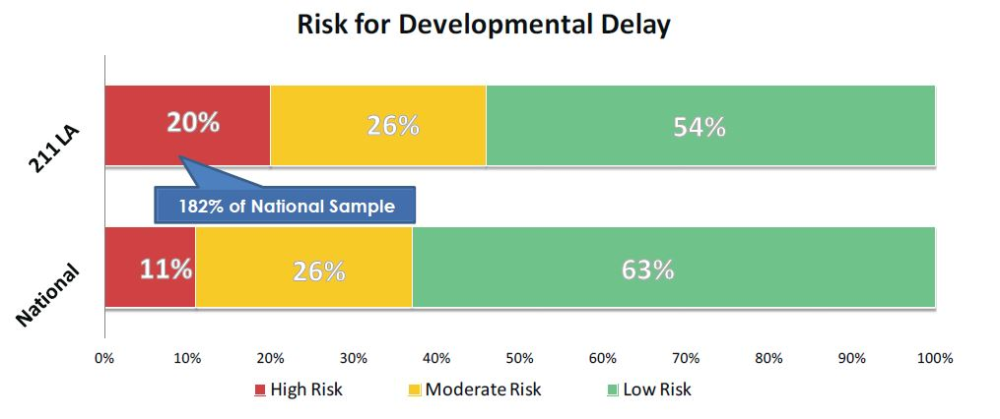 Risk for Developmental Delay
211 LA
20%
26%
54%
182% of National Sample
National
11%
26%
63%
0% 10% 20% 30% 40% 50% 60% 70% 80% 90% 100%
High Risk Moderate Risk Low Risk